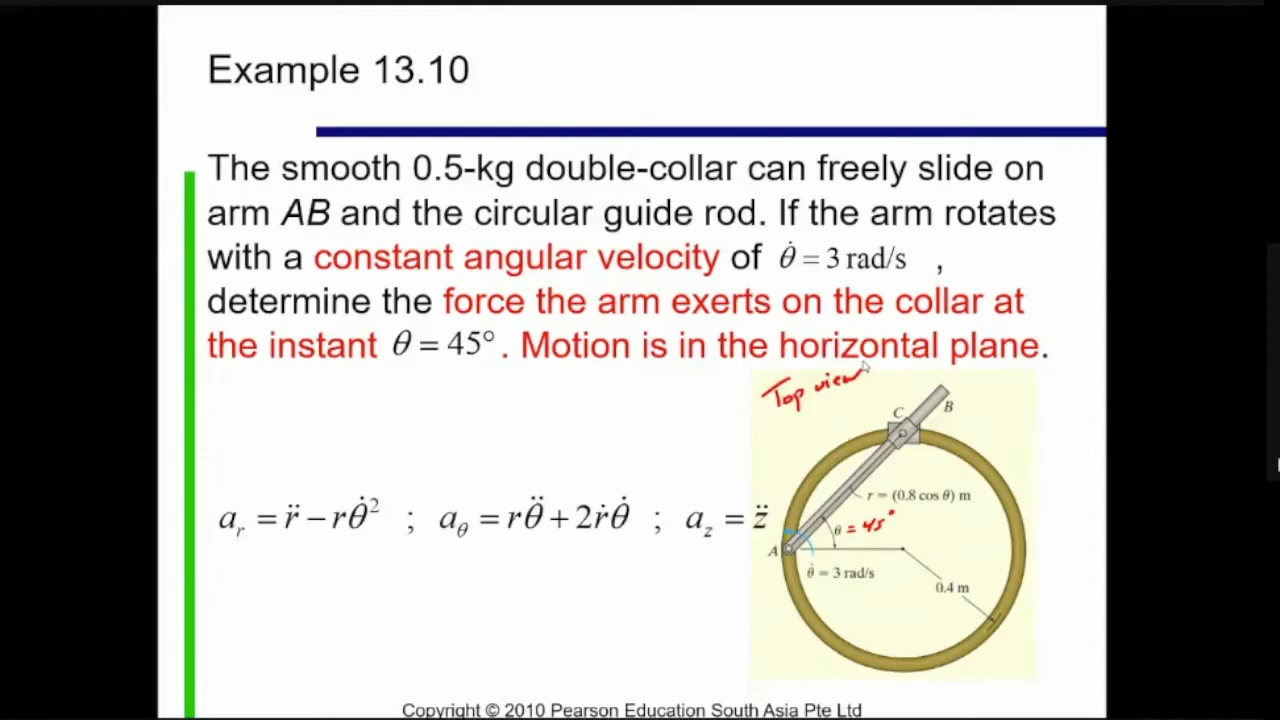 Example 13.10
The smooth 0.5-kg double-collar can freely slide on
arm AB and the circular guide rod. If the arm rotates
with a constant angular velocity of θ̇ = 3 rad/s ,
determine the force the arm exerts on the collar at
the instant θ = 45° . Motion is in the horizontal plane.
Top view
B
C
r = (0.8 cos θ) m
a_r = r̈ − rθ̇² ; a_θ = rθ̈ + 2ṙθ̇ ; a_z = z̈
θ = 45°
A
θ̇ = 3 rad/s
0.4 m
Copyright © 2010 Pearson Education South Asia Pte Ltd